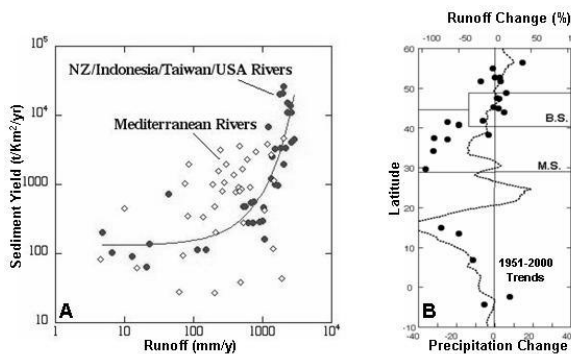 A
NZ/Indonesia/Taiwan/USA Rivers
Mediterranean Rivers
Sediment Yield (t/Km²/yr)
10⁵
10⁴
1000
100
10
1 10 100 1000 10⁴
Runoff (mm/y)
B
Runoff Change (%)
-100 -50 0 50 100
Latitude
60
50
40
30
20
10
0
-10
B.S.
M.S.
1951-2000
Trends
-40 -20 0 20 40
Precipitation Change